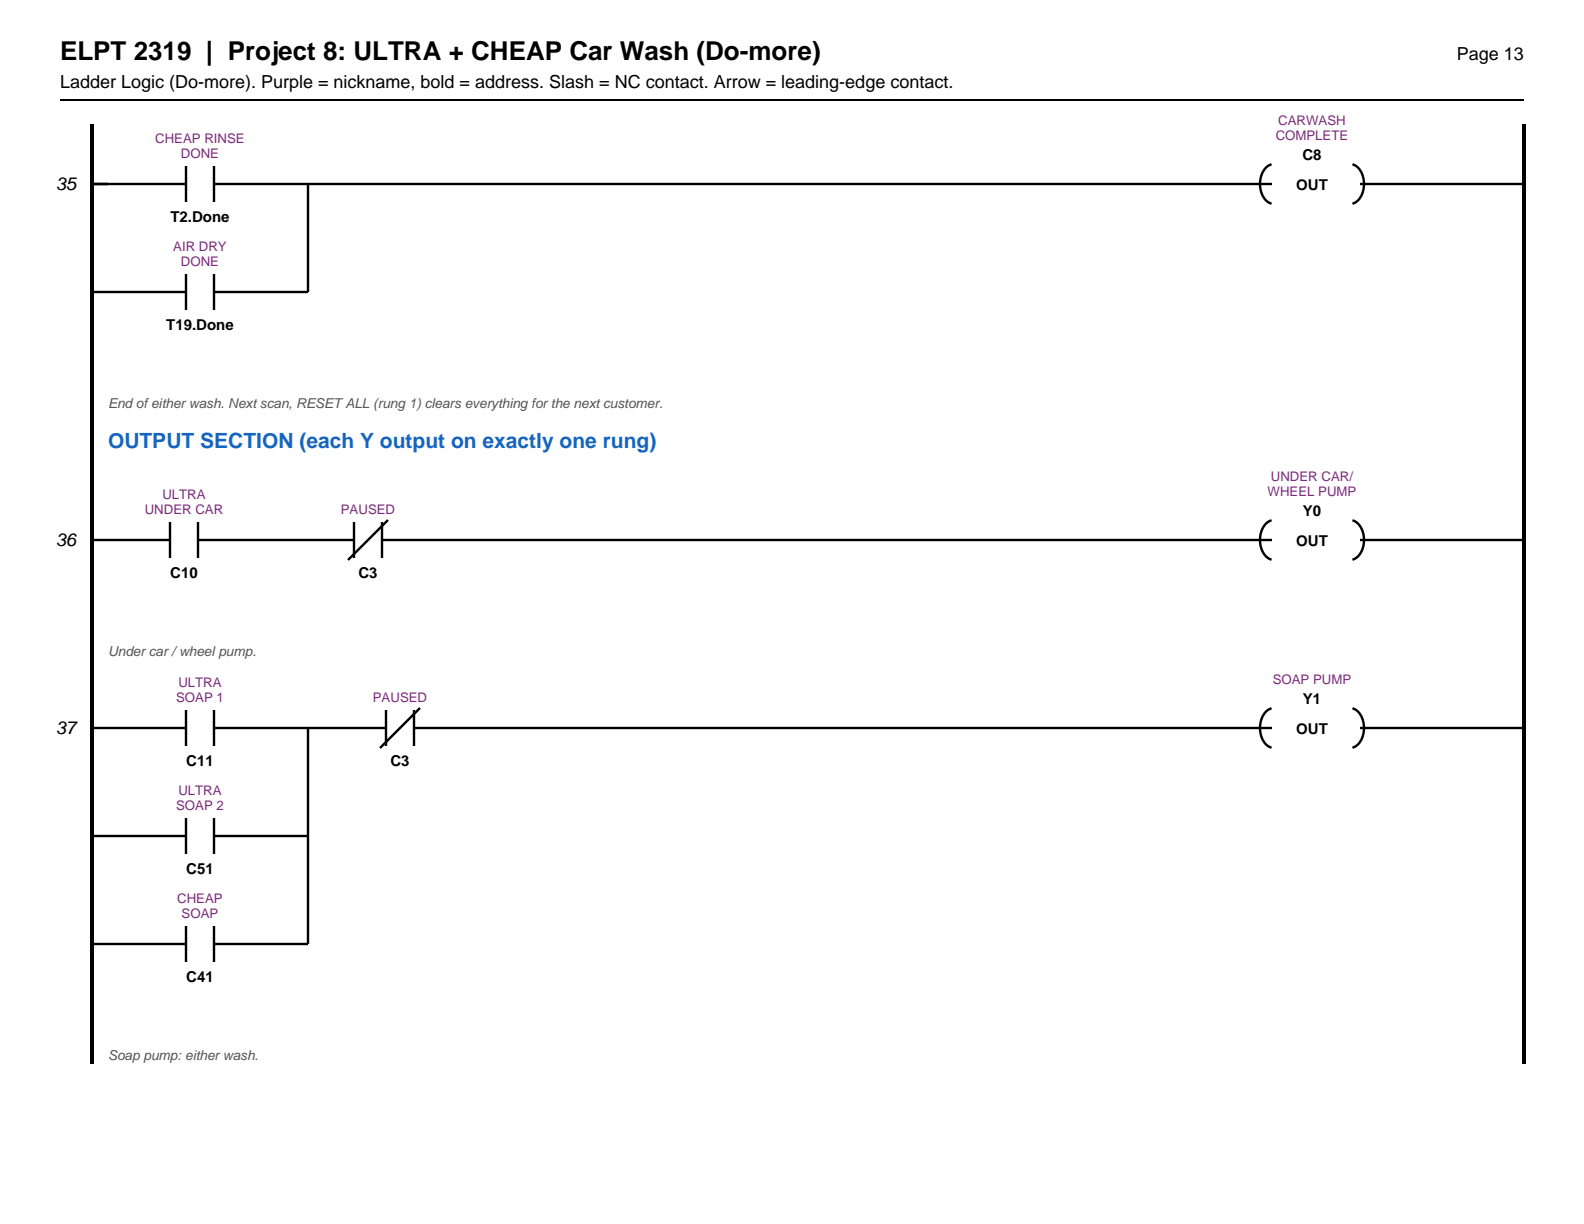 ELPT 2319 | Project 8: ULTRA + CHEAP Car Wash (Do-more)
Page 13
Ladder Logic (Do-more). Purple = nickname, bold = address. Slash = NC contact. Arrow = leading-edge contact.
CHEAP RINSE
DONE
T2.Done
35
CARWASH
COMPLETE
C8
OUT
AIR DRY
DONE
T19.Done
End of either wash. Next scan, RESET ALL (rung 1) clears everything for the next customer.
OUTPUT SECTION (each Y output on exactly one rung)
36
ULTRA
UNDER CAR
C10
PAUSED
C3
UNDER CAR/
WHEEL PUMP
Y0
OUT
Under car / wheel pump.
37
ULTRA
SOAP 1
C11
PAUSED
C3
SOAP PUMP
Y1
OUT
ULTRA
SOAP 2
C51
CHEAP
SOAP
C41
Soap pump: either wash.